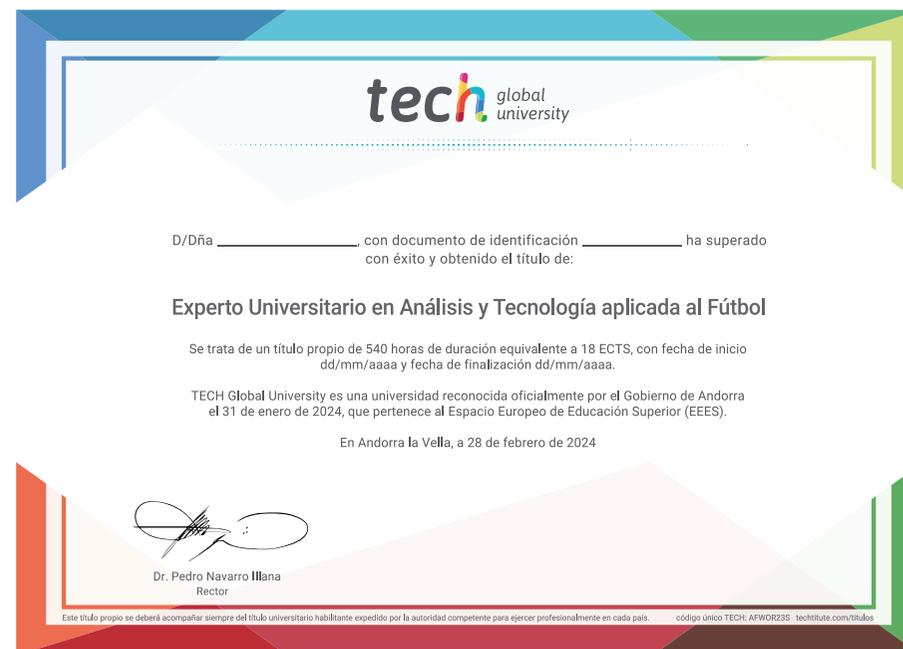 tech global
university
D/Dña ____________________, con documento de identificación ______________ ha superado
con éxito y obtenido el título de:
Experto Universitario en Análisis y Tecnología aplicada al Fútbol
Se trata de un título propio de 540 horas de duración equivalente a 18 ECTS, con fecha de inicio
dd/mm/aaaa y fecha de finalización dd/mm/aaaa.
TECH Global University es una universidad reconocida oficialmente por el Gobierno de Andorra
el 31 de enero de 2024, que pertenece al Espacio Europeo de Educación Superior (EEES).
En Andorra la Vella, a 28 de febrero de 2024
Dr. Pedro Navarro Illana
Rector
Este título propio se deberá acompañar siempre del título universitario habilitante expedido por la autoridad competente para ejercer profesionalmente en cada país. código único TECH: AFWOR23S techtitute.com/titulos